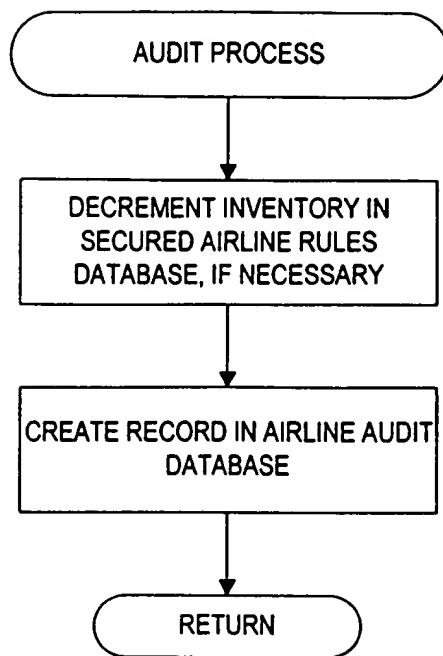 AUDIT PROCESS
DECREMENT INVENTORY IN
SECURED AIRLINE RULES
DATABASE, IF NECESSARY
CREATE RECORD IN AIRLINE AUDIT
DATABASE
RETURN